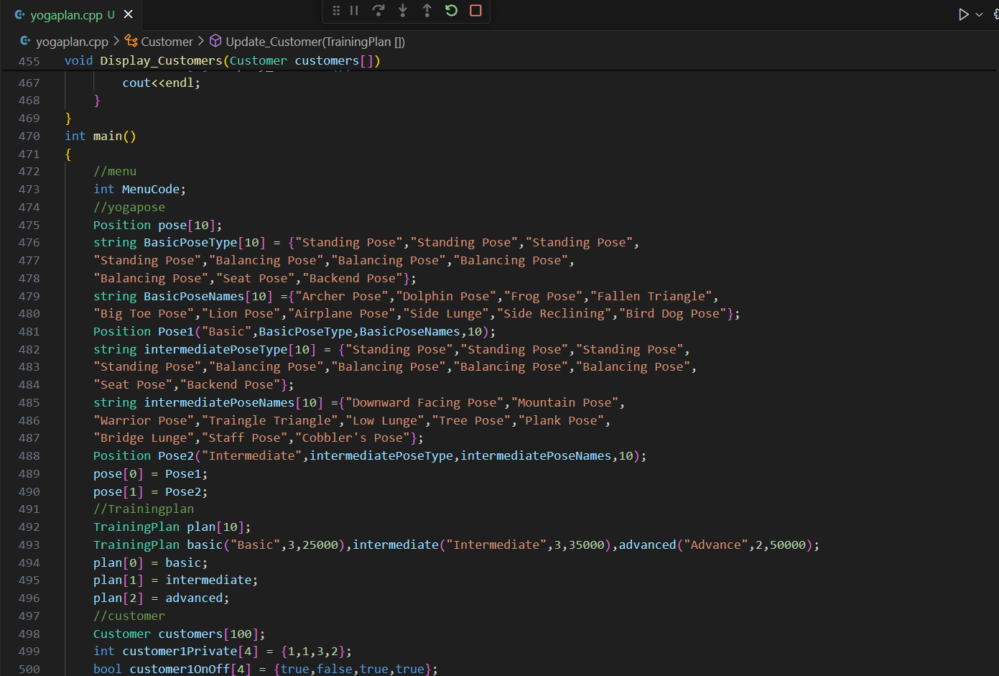 yogaplan.cpp U
yogaplan.cpp > Customer > Update_Customer(TrainingPlan [])
455 void Display_Customers(Customer customers[])
467 cout<<endl;
468 }
469 }
470 int main()
471 {
472 //menu
473 int MenuCode;
474 //yogapose
475 Position pose[10];
476 string BasicPoseType[10] = {"Standing Pose","Standing Pose","Standing Pose",
477 "Standing Pose","Balancing Pose","Balancing Pose","Balancing Pose",
478 "Balancing Pose","Seat Pose","Backend Pose"};
479 string BasicPoseNames[10] ={"Archer Pose","Dolphin Pose","Frog Pose","Fallen Triangle",
480 "Big Toe Pose","Lion Pose","Airplane Pose","Side Lunge","Side Reclining","Bird Dog Pose"};
481 Position Pose1("Basic",BasicPoseType,BasicPoseNames,10);
482 string intermediatePoseType[10] = {"Standing Pose","Standing Pose","Standing Pose",
483 "Standing Pose","Balancing Pose","Balancing Pose","Balancing Pose","Balancing Pose",
484 "Seat Pose","Backend Pose"};
485 string intermediatePoseNames[10] ={"Downward Facing Pose","Mountain Pose",
486 "Warrior Pose","Traingle Triangle","Low Lunge","Tree Pose","Plank Pose",
487 "Bridge Lunge","Staff Pose","Cobbler's Pose"};
488 Position Pose2("Intermediate",intermediatePoseType,intermediatePoseNames,10);
489 pose[0] = Pose1;
490 pose[1] = Pose2;
491 //Trainingplan
492 TrainingPlan plan[10];
493 TrainingPlan basic("Basic",3,25000),intermediate("Intermediate",3,35000),advanced("Advance",2,50000);
494 plan[0] = basic;
495 plan[1] = intermediate;
496 plan[2] = advanced;
497 //customer
498 Customer customers[100];
499 int customer1Private[4] = {1,1,3,2};
500 bool customer1OnOff[4] = {true,false,true,true};